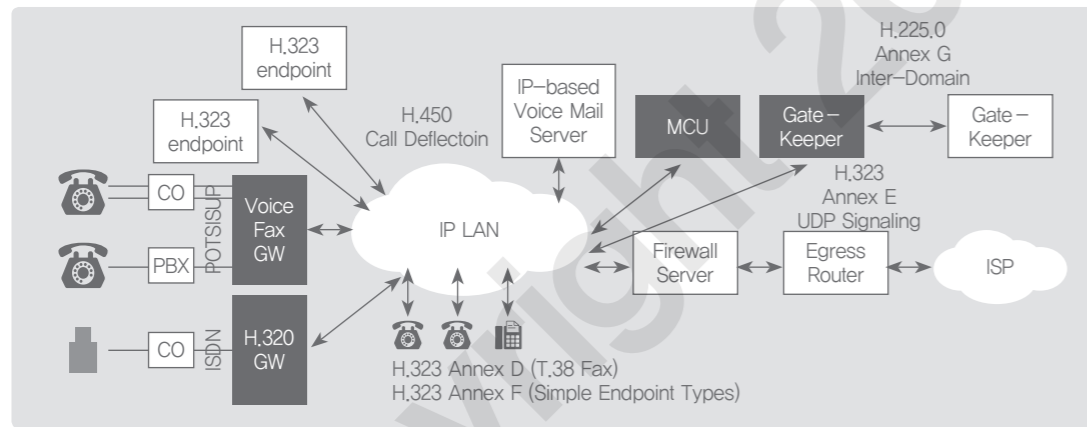 H.323
endpoint
H.323
endpoint
H.450
Call Deflectoin
IP-based
Voice Mail
Server
MCU
Gate-
Keeper
H.225.0
Annex G
Inter-Domain
Gate-
Keeper
H.323
Annex E
UDP Signaling
CO
PBX
POTSISUP
Voice
Fax
GW
IP LAN
Firewall
Server
Egress
Router
ISP
CO
ISDN
H.320
GW
H.323 Annex D (T.38 Fax)
H.323 Annex F (Simple Endpoint Types)